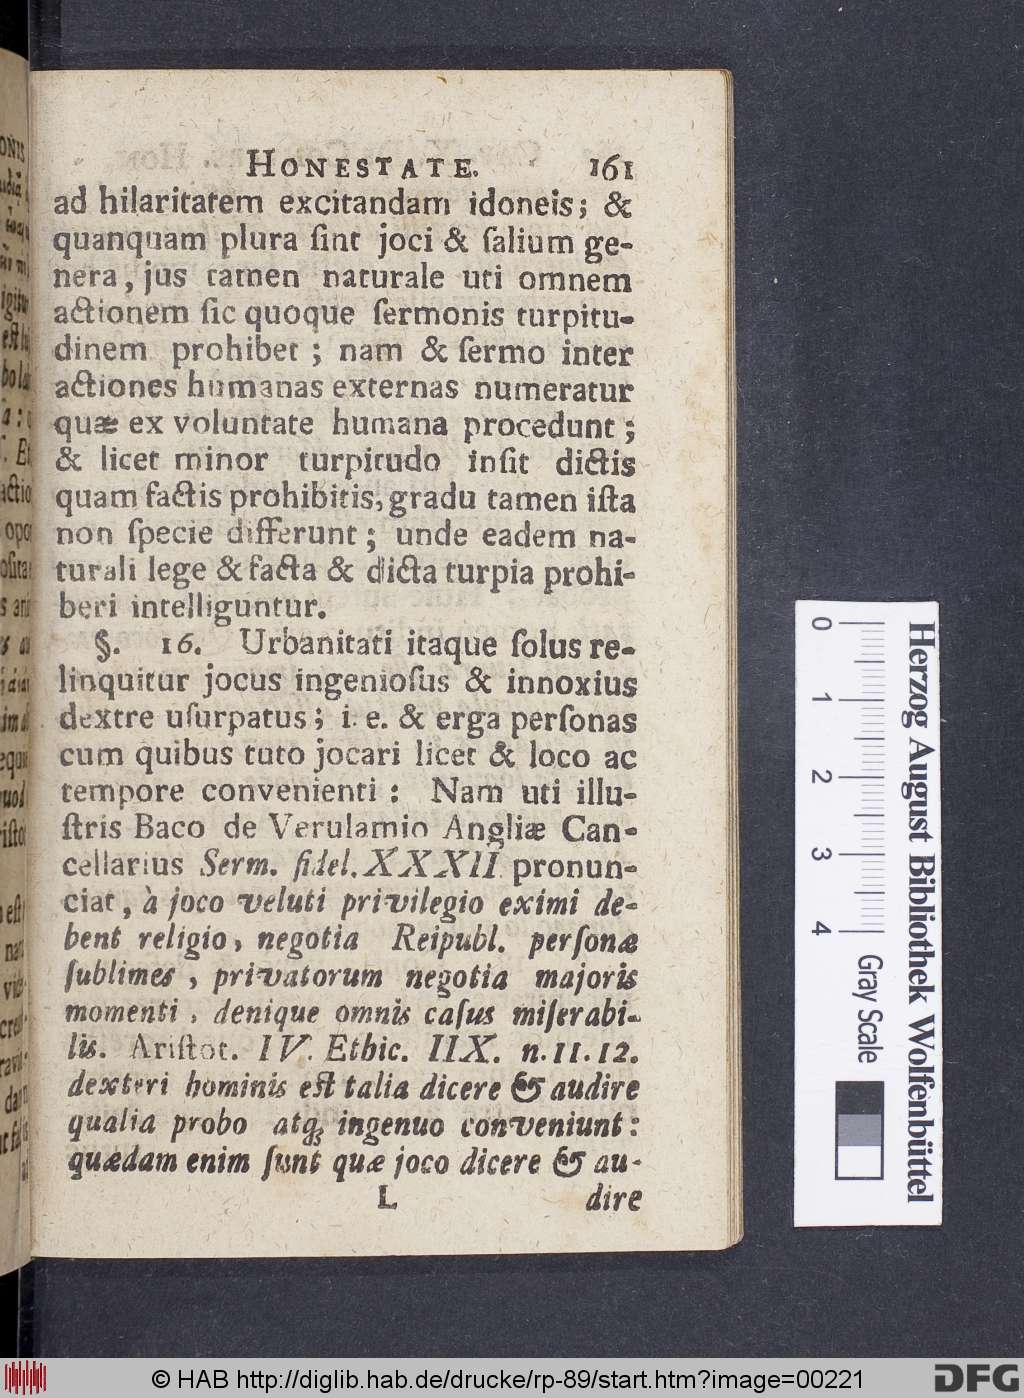 HONESTATE. 161
ad hilaritatem excitandam idoneis; &
quanquam plura ſint joci & ſalium ge-
nera, jus tamen naturale uti omnem
actionem ſic quoque ſermonis turpitu-
dinem prohibet; nam & ſermo inter
actiones humanas externas numeratur
quæ ex voluntate humana procedunt;
& licet minor turpitudo inſit dictis
quam factis prohibitis, gradu tamen iſta
non ſpecie differunt; unde eadem na-
turali lege & facta & dicta turpia prohi-
beri intelliguntur.
§. 16. Urbanitati itaque ſolus re-
linquitur jocus ingenioſus & innoxius
dextre uſurpatus; i. e. & erga perſonas
cum quibus tuto jocari licet & loco ac
tempore convenienti: Nam uti illu-
ſtris Baco de Verulamio Angliæ Can-
cellarius Serm. fidel. XXXII. pronun-
ciat, à joco veluti privilegio eximi de-
bent religio, negotia Reipubl. perſonæ
ſublimes, privatorum negotia majoris
momenti, denique omnis caſus miſerabi-
lis. Ariſtot. IV. Ethic. IIX. n. 11. 12.
dexteri hominis eſt talia dicere & audire
qualia probo atq; ingenuo conveniunt:
quædam enim ſunt quæ joco dicere & au-
L dire
0 1 2 3 4 Gray Scale
Herzog August Bibliothek Wolfenbüttel
© HAB http://diglib.hab.de/drucke/rp-89/start.htm?image=00221
DFG